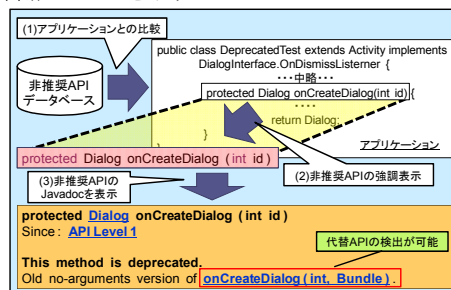 (1)アプリケーションとの比較
非推奨API
データベース
public class DeprecatedTest extends Activity implements
DialogInterface.OnDismissListener {
・・・中略・・・
protected Dialog onCreateDialog(int id) {
・・・・
return Dialog;
}
}
アプリケーション
protected Dialog onCreateDialog ( int id )
(2)非推奨APIの強調表示
(3)非推奨APIの
Javadocを表示
protected Dialog onCreateDialog ( int id )
Since : API Level 1
代替APIの検出が可能
This method is deprecated.
Old no-arguments version of onCreateDialog ( int, Bundle ) .